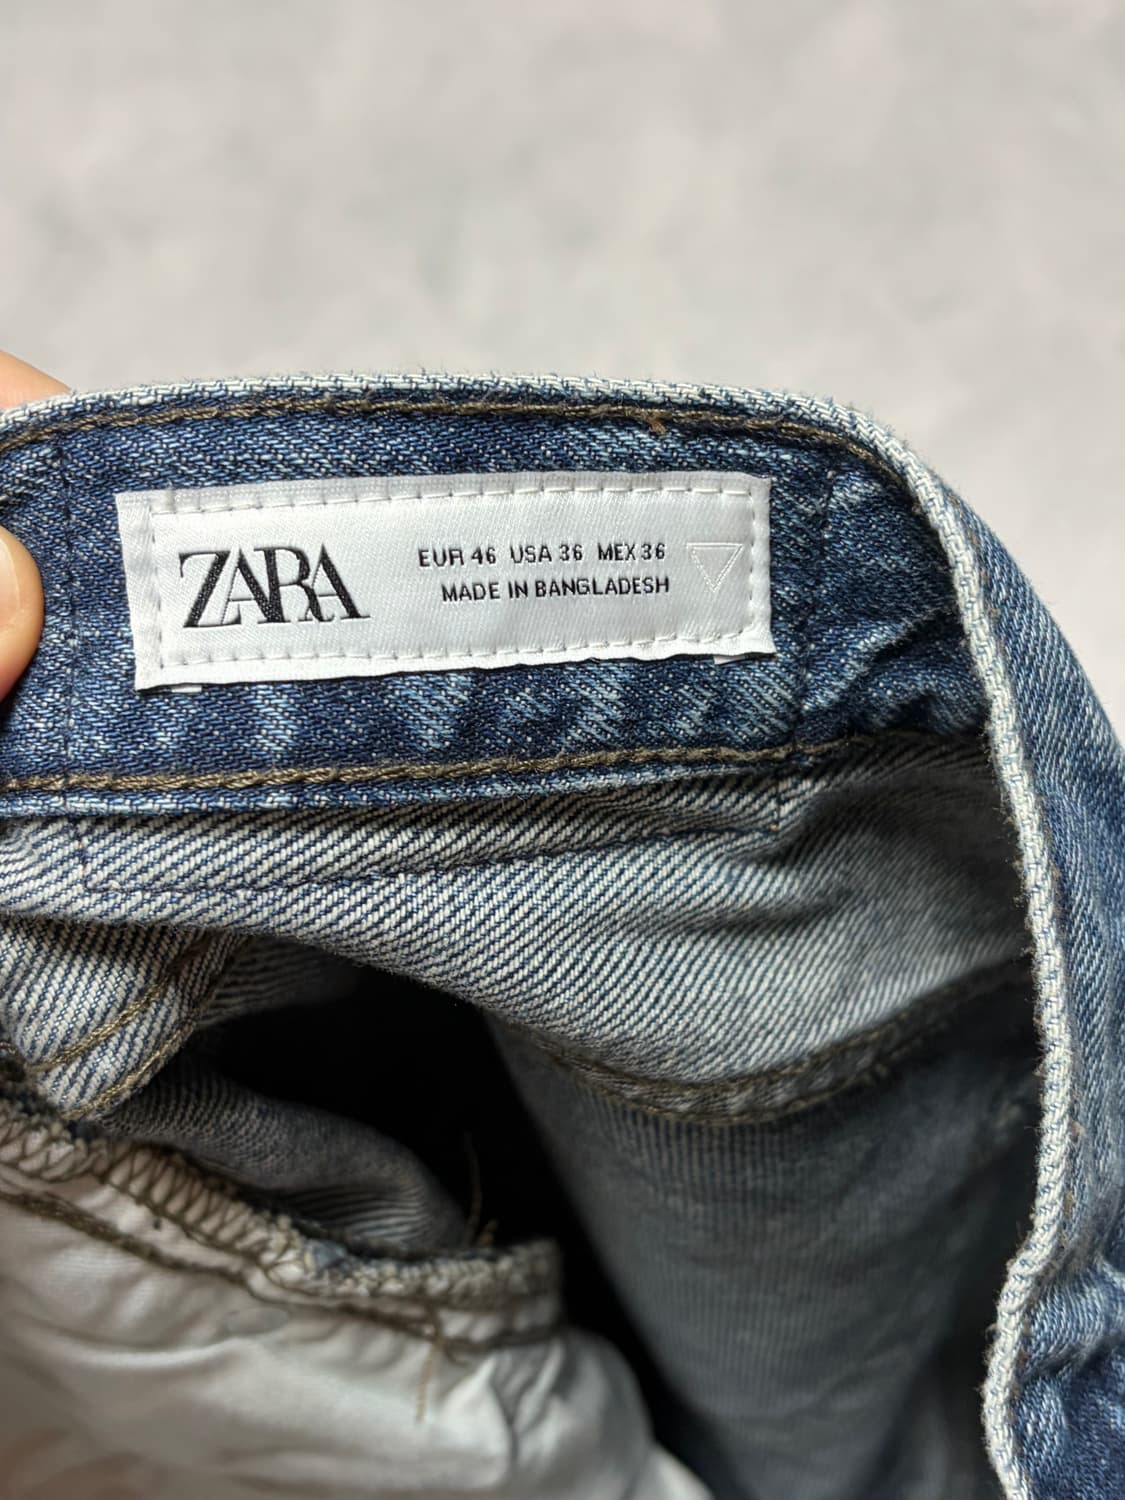 ZARA
EUR 46 USA 36 MEX 36
MADE IN BANGLADESH